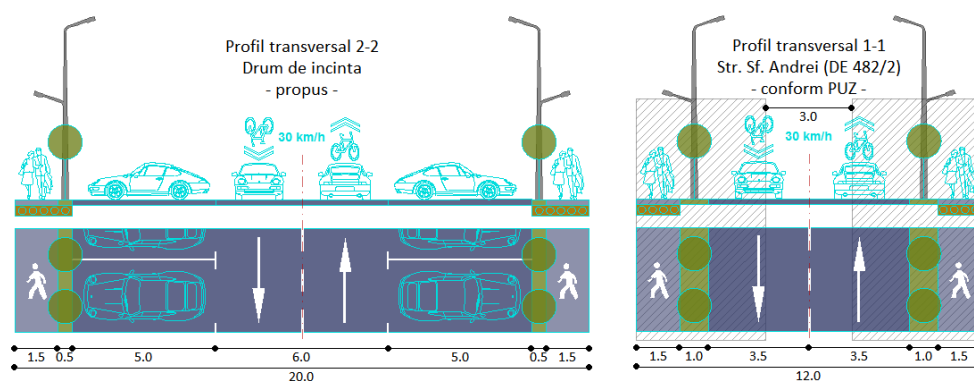 Profil transversal 2-2
Drum de incinta
- propus -
30 km/h
1.5 0.5 5.0 6.0 5.0 0.5 1.5
20.0
Profil transversal 1-1
Str. Sf. Andrei (DE 482/2)
- conform PUZ -
3.0
30 km/h
1.5 1.0 3.5 3.5 1.0 1.5
12.0